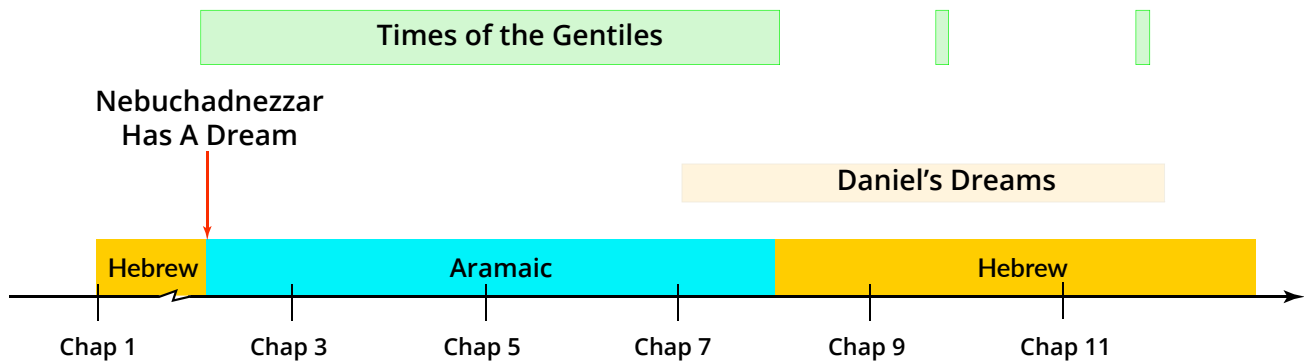 Times of the Gentiles
Nebuchadnezzar
Has A Dream
Daniel's Dreams
Hebrew
Aramaic
Hebrew
Chap 1
Chap 3
Chap 5
Chap 7
Chap 9
Chap 11